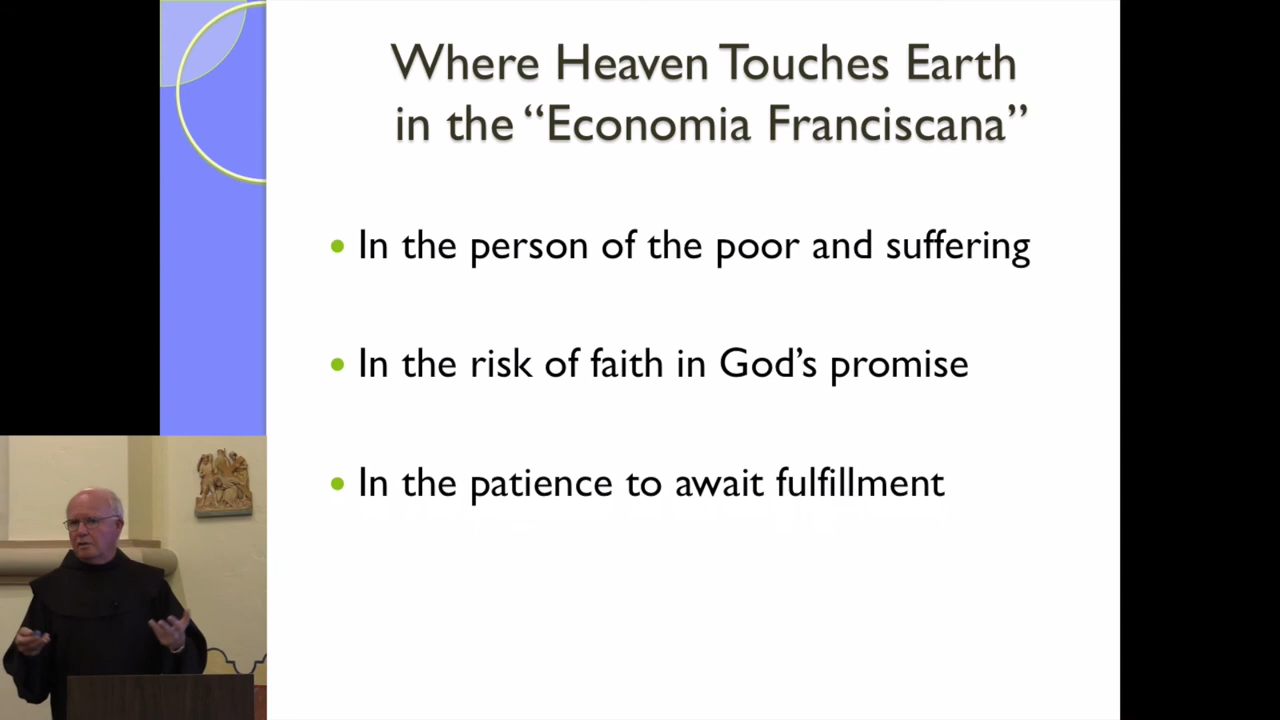 Where Heaven Touches Earth
in the “Economia Franciscana”
• In the person of the poor and suffering
• In the risk of faith in God’s promise
• In the patience to await fulfillment